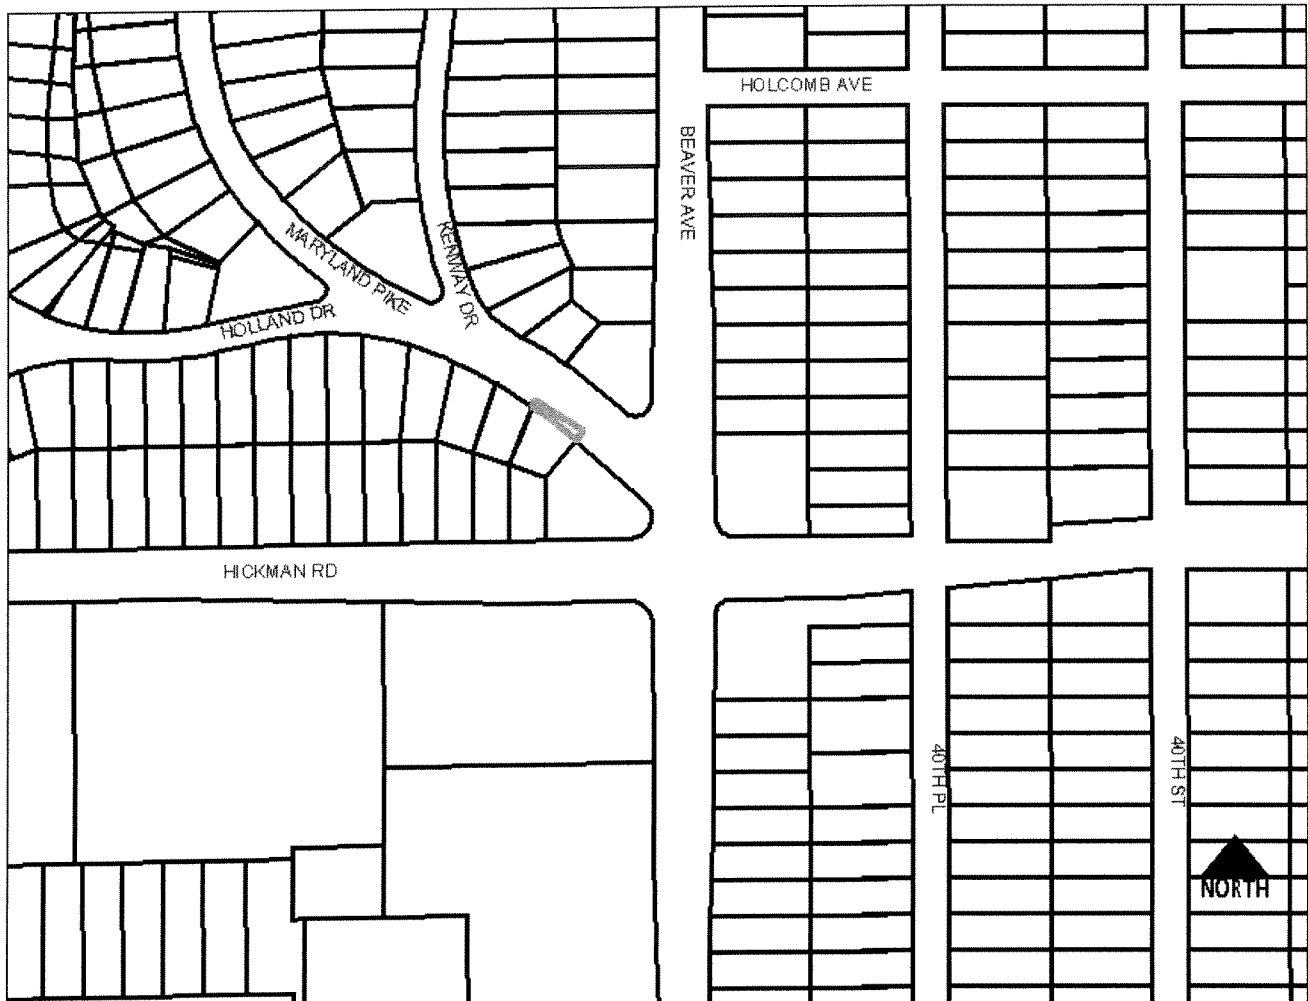 HOLCOMB AVE
BEAVER AVE
MARYLAND PIKE
KENWAY DR
HOLLAND DR
HICKMAN RD
40TH PL
40TH ST
NORTH